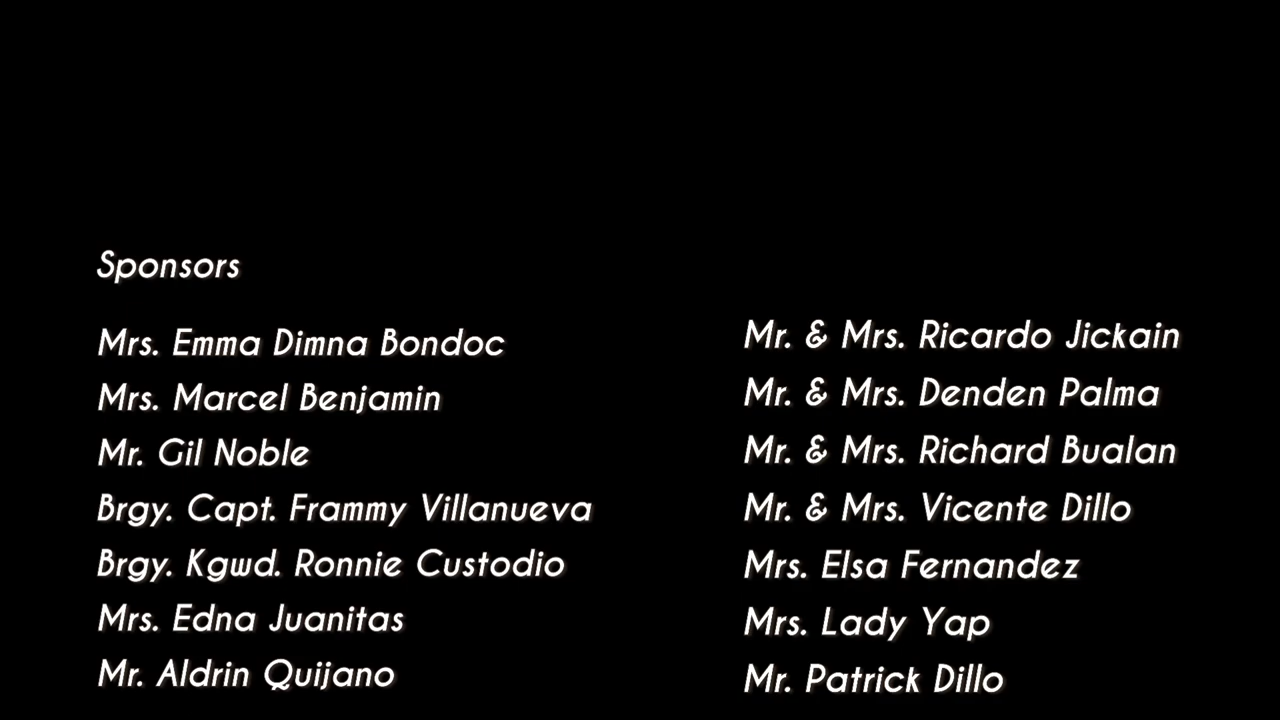 Sponsors
Mrs. Emma Dimna Bondoc
Mrs. Marcel Benjamin
Mr. Gil Noble
Brgy. Capt. Frammy Villanueva
Brgy. Kgwd. Ronnie Custodio
Mrs. Edna Juanitas
Mr. Aldrin Quijano
Mr. & Mrs. Ricardo Jickain
Mr. & Mrs. Denden Palma
Mr. & Mrs. Richard Bualan
Mr. & Mrs. Vicente Dillo
Mrs. Elsa Fernandez
Mrs. Lady Yap
Mr. Patrick Dillo